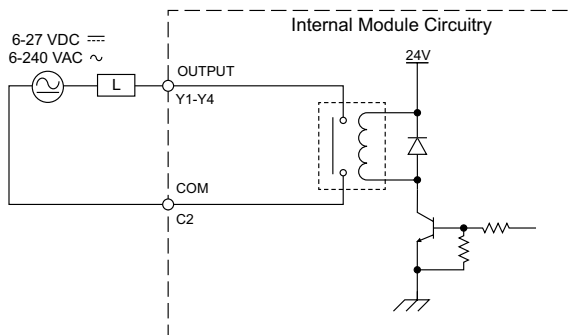 Internal Module Circuitry
6-27 VDC ⎓
6-240 VAC ∿
24V
L
OUTPUT
Y1-Y4
COM
C2